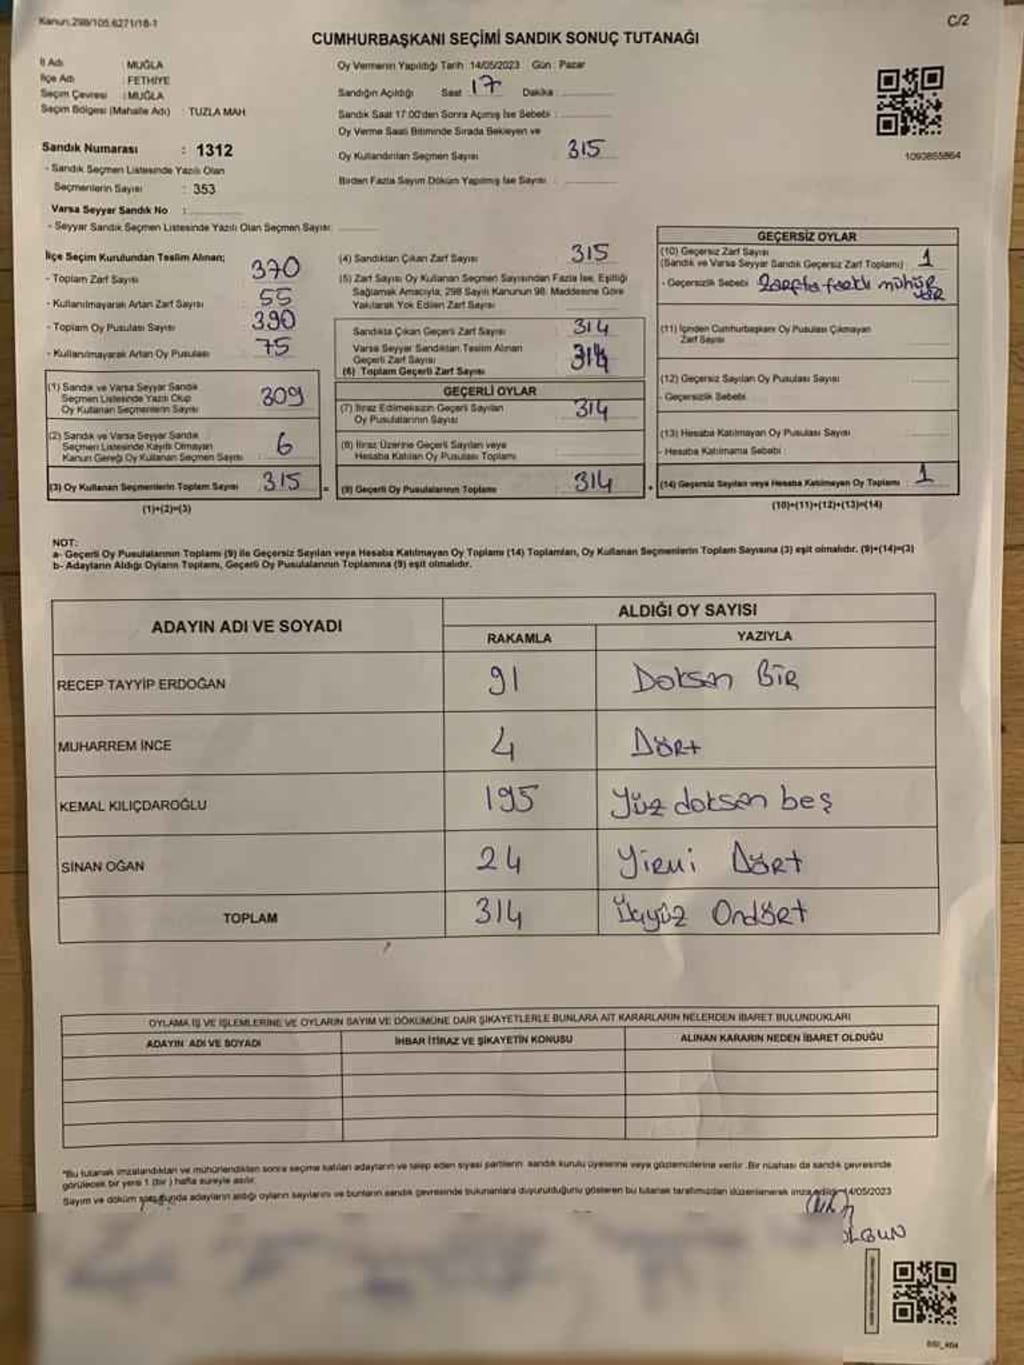 Kanun:298/105.6271/18-1
C/2
CUMHURBAŞKANI SEÇİMİ SANDIK SONUÇ TUTANAĞI
İl Adı : MUĞLA
İlçe Adı : FETHİYE
Seçim Çevresi : MUĞLA
Seçim Bölgesi (Mahalle Adı) : TUZLA MAH
Sandık Numarası : 1312
- Sandık Seçmen Listesinde Yazılı Olan
Seçmenlerin Sayısı : 353
Varsa Seyyar Sandık No :
- Seyyar Sandık Seçmen Listesinde Yazılı Olan Seçmen Sayısı:
Oy Vermenin Yapıldığı Tarih :14/05/2023 Gün : Pazar
Sandığın Açıldığı Saat 17 Dakika :
Sandık Saat 17:00'den Sonra Açılmış İse Sebebi :
Oy Verme Saati Bitiminde Sırada Bekleyen ve
Oy Kullandırılan Seçmen Sayısı 315
Birden Fazla Sayım Döküm Yapılmış İse Sayısı :
1093855864
İlçe Seçim Kurulundan Teslim Alınan;
- Toplam Zarf Sayısı 370
- Kullanılmayarak Artan Zarf Sayısı 55
- Toplam Oy Pusulası Sayısı 390
- Kullanılmayarak Artan Oy Pusulası 75
(1) Sandık ve Varsa Seyyar Sandık
Seçmen Listesinde Yazılı Olup
Oy Kullanan Seçmenlerin Sayısı 309
(2) Sandık ve Varsa Seyyar Sandık
Seçmen Listesinde Kayıtlı Olmayan
Kanun Gereği Oy Kullanan Seçmen Sayısı 6
(3) Oy Kullanan Seçmenlerin Toplam Sayısı 315 =
(1)+(2)=(3)
(4) Sandıktan Çıkan Zarf Sayısı 315
(5) Zarf Sayısı Oy Kullanan Seçmen Sayısından Fazla İse, Eşitliği
Sağlamak Amacıyla, 298 Sayılı Kanunun 98. Maddesine Göre
Yakılarak Yok Edilen Zarf Sayısı
Sandıkta Çıkan Geçerli Zarf Sayısı 314
Varsa Seyyar Sandıktan Teslim Alınan
Geçerli Zarf Sayısı
(6) Toplam Geçerli Zarf Sayısı 314
GEÇERLİ OYLAR
(7) İtiraz Edilmeksizin Geçerli Sayılan
Oy Pusulalarının Sayısı 314
(8) İtiraz Üzerine Geçerli Sayılan veya
Hesaba Katılan Oy Pusulası Toplamı
(9) Geçerli Oy Pusulalarının Toplamı 314 +
GEÇERSİZ OYLAR
(10) Geçersiz Zarf Sayısı
(Sandık ve Varsa Seyyar Sandık Geçersiz Zarf Toplamı) 1
- Geçersizlik Sebebi Zarfta farklı mühür
(11) İçinden Cumhurbaşkanı Oy Pusulası Çıkmayan
Zarf Sayısı
(12) Geçersiz Sayılan Oy Pusulası Sayısı
- Geçersizlik Sebebi
(13) Hesaba Katılmayan Oy Pusulası Sayısı
- Hesaba Katılmama Sebebi :
(14) Geçersiz Sayılan veya Hesaba Katılmayan Oy Toplamı 1
(10)+(11)+(12)+(13)=(14)
NOT:
a- Geçerli Oy Pusulalarının Toplamı (9) ile Geçersiz Sayılan veya Hesaba Katılmayan Oy Toplamı (14) Toplamları, Oy Kullanan Seçmenlerin Toplam Sayısına (3) eşit olmalıdır. (9)+(14)=(3)
b- Adayların Aldığı Oyların Toplamı, Geçerli Oy Pusulalarının Toplamına (9) eşit olmalıdır.
ADAYIN ADI VE SOYADI
ALDIĞI OY SAYISI
RAKAMLA YAZIYLA
RECEP TAYYİP ERDOĞAN 91 Doksan Bir
MUHARREM İNCE 4 Dört
KEMAL KILIÇDAROĞLU 195 Yüz doksan beş
SİNAN OĞAN 24 Yirmi Dört
TOPLAM 314 Üçyüz Ondört
OYLAMA İŞ VE İŞLEMLERİNE VE OYLARIN SAYIM VE DÖKÜMÜNE DAİR ŞİKAYETLERLE BUNLARA AİT KARARLARIN NELERDEN İBARET BULUNDUKLARI
ADAYIN ADI VE SOYADI İHBAR İTİRAZ VE ŞİKAYETİN KONUSU ALINAN KARARIN NEDEN İBARET OLDUĞU
*Bu tutanak imzalandıktan ve mühürlendikten sonra seçime katılan adayların ve talep eden siyasi partilerin sandık kurulu üyelerine veya gözlemcilerine verilir. Bir nüshası da sandık çevresinde
görülecek bir yere 1 (bir) hafta süreyle asılır.
Sayım ve döküm sonucunda adayların aldığı oyların sayılarını ve bunların sandık çevresinde bulunanlara duyurulduğunu gösteren bu tutanak tarafımızdan düzenlenerek imza edildi. 14/05/2023
OLGUN